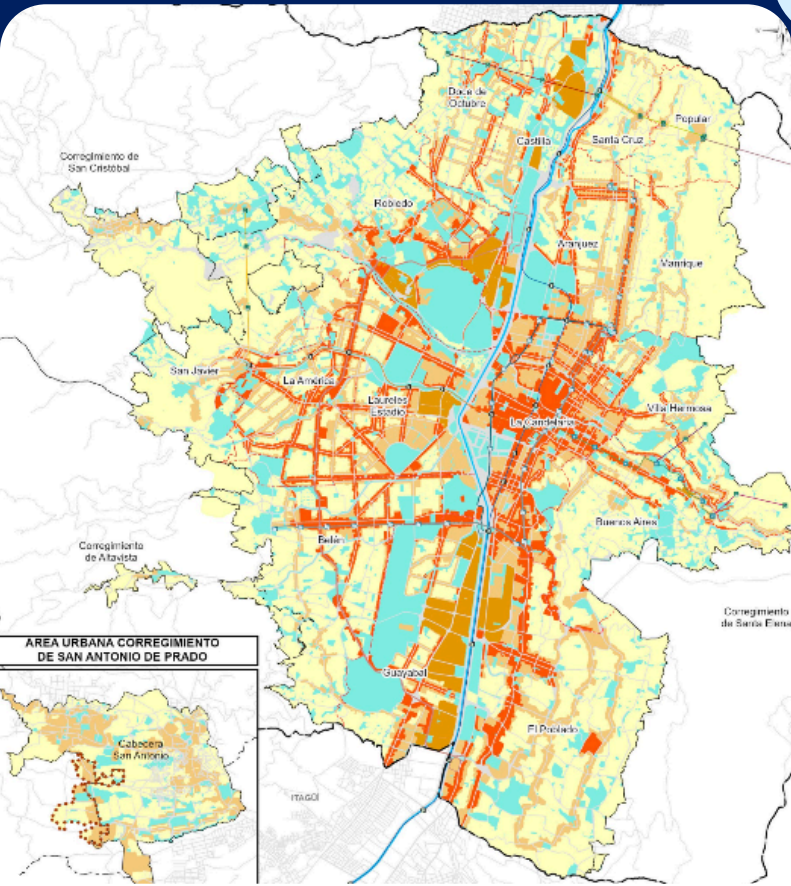 Doce de
Octubre
Popular
Castilla
Santa Cruz
Corregimiento de
San Cristóbal
Robledo
Aranjuez
Manrique
San Javier
La América
Laureles
Estadio
Villa Hermosa
La Candelaria
Buenos Aires
Belén
Corregimiento
de Altavista
Corregimiento
de Santa Elena
AREA URBANA CORREGIMIENTO
DE SAN ANTONIO DE PRADO
Guayabal
El Poblado
Cabecera
San Antonio
ITAGÜÍ